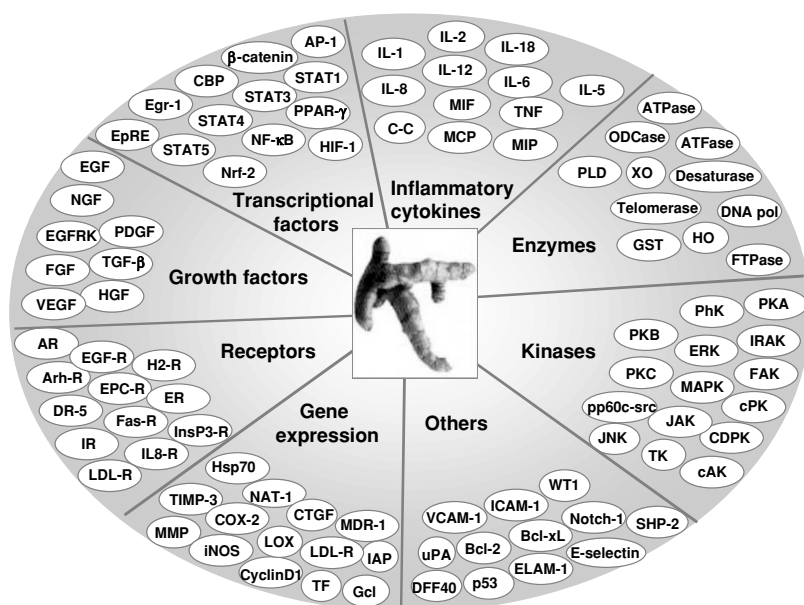 AP-1
β-catenin
STAT1
CBP
STAT3
Egr-1
PPAR-γ
STAT4
EpRE
NF-κB
HIF-1
STAT5
Nrf-2
Transcriptional
factors
IL-2
IL-18
IL-1
IL-12
IL-6
IL-5
IL-8
MIF
TNF
C-C
MCP
MIP
Inflammatory
cytokines
ATPase
ODCase
ATFase
PLD
XO
Desaturase
Telomerase
DNA pol
GST
HO
FTPase
Enzymes
EGF
NGF
EGFRK
PDGF
FGF
TGF-β
VEGF
HGF
Growth factors
PKA
PhK
PKB
IRAK
ERK
PKC
FAK
MAPK
pp60c-src
cPK
JAK
JNK
CDPK
TK
cAK
Kinases
AR
EGF-R
H2-R
Arh-R
EPC-R
ER
DR-5
Fas-R
InsP3-R
IR
IL8-R
LDL-R
Receptors
Gene
expression
Hsp70
TIMP-3
NAT-1
CTGF
COX-2
MDR-1
MMP
iNOS
LOX
LDL-R
IAP
CyclinD1
TF
Gcl
Others
WT1
ICAM-1
VCAM-1
Notch-1
SHP-2
Bcl-xL
Bcl-2
uPA
E-selectin
ELAM-1
DFF40
p53